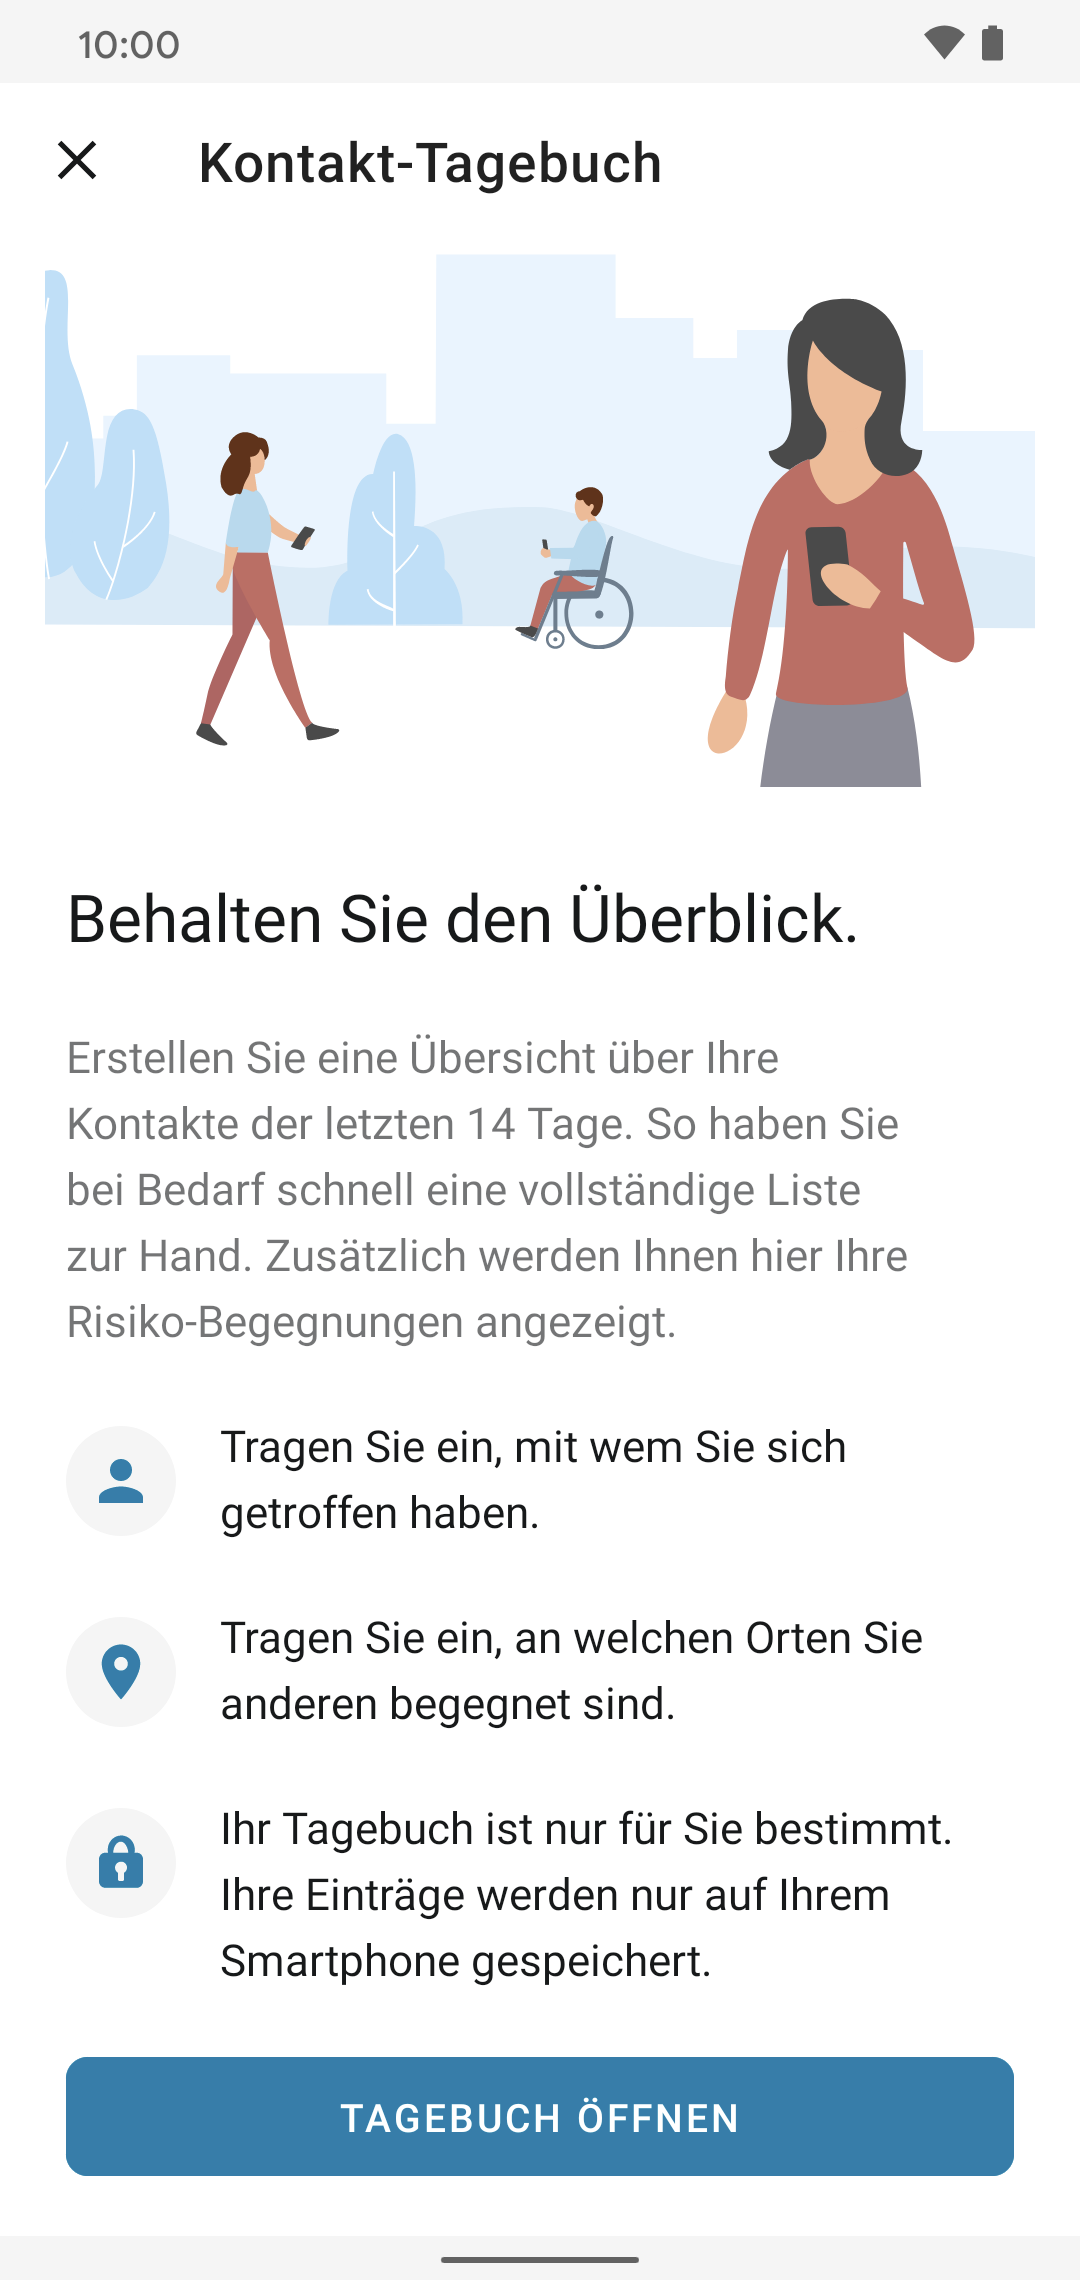 10:00
Kontakt-Tagebuch
Behalten Sie den Überblick.
Erstellen Sie eine Übersicht über Ihre
Kontakte der letzten 14 Tage. So haben Sie
bei Bedarf schnell eine vollständige Liste
zur Hand. Zusätzlich werden Ihnen hier Ihre
Risiko-Begegnungen angezeigt.
Tragen Sie ein, mit wem Sie sich
getroffen haben.
Tragen Sie ein, an welchen Orten Sie
anderen begegnet sind.
Ihr Tagebuch ist nur für Sie bestimmt.
Ihre Einträge werden nur auf Ihrem
Smartphone gespeichert.
TAGEBUCH ÖFFNEN